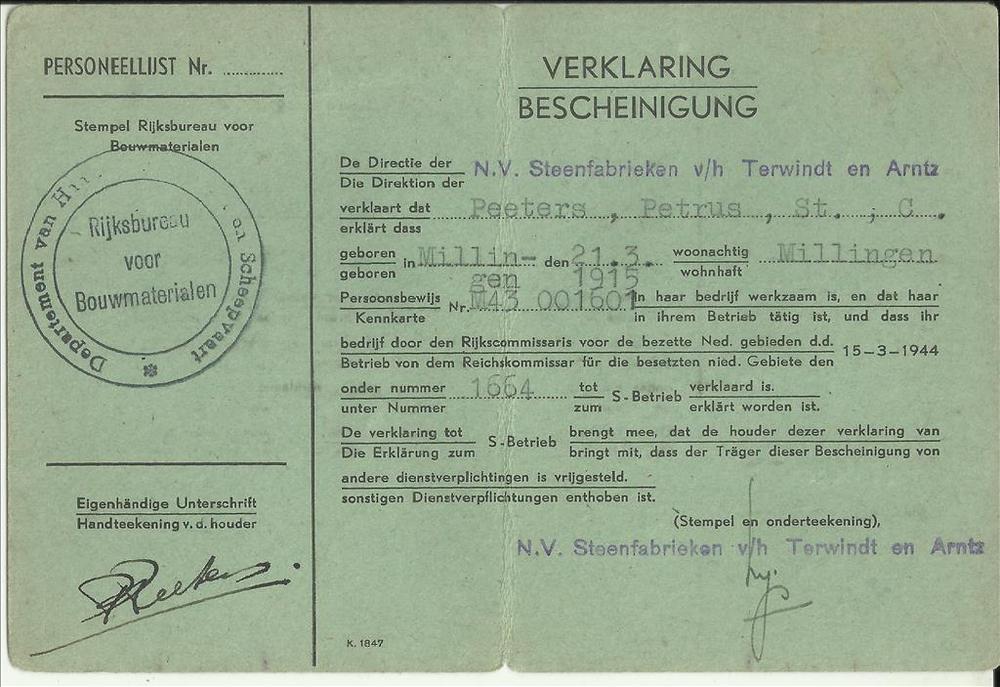 PERSONEELLIJST Nr. ..............
Stempel Rijksbureau voor
Bouwmaterialen
Departement van
en Scheepvaart
Rijksbureau
voor
Bouwmaterialen
Eigenhändige Unterschrift
Handteekening v. d. houder
Peeters
VERKLARING
BESCHEINIGUNG
De Directie der
Die Direktion der
N.V. Steenfabrieken v/h Terwindt en Arntz
verklaart dat
erklärt dass
Peeters, Petrus, St. ; C.
geboren
geboren
in Millin-
gen
den 21.3.
1915
woonachtig
wohnhaft
Millingen
Persoonsbewijs
Kennkarte
Nr. M43 001601
in haar bedrijf werkzaam is, en dat haar
in ihrem Betrieb tätig ist, und dass ihr
bedrijf door den Rijkscommissaris voor de bezette Ned. gebieden d.d.
Betrieb von dem Reichskommissar für die besetzten nied. Gebiete den
15-3-1944
onder nummer
unter Nummer
1664
tot
zum
S-Betrieb
verklaard is.
erklärt worden ist.
De verklaring tot
Die Erklärung zum
S-Betrieb
brengt mee, dat de houder dezer verklaring van
bringt mit, dass der Träger dieser Bescheinigung von
andere dienstverplichtingen is vrijgesteld.
sonstigen Dienstverpflichtungen enthoben ist.
(Stempel en onderteekening),
N.V. Steenfabrieken v/h Terwindt en Arntz
K. 1847